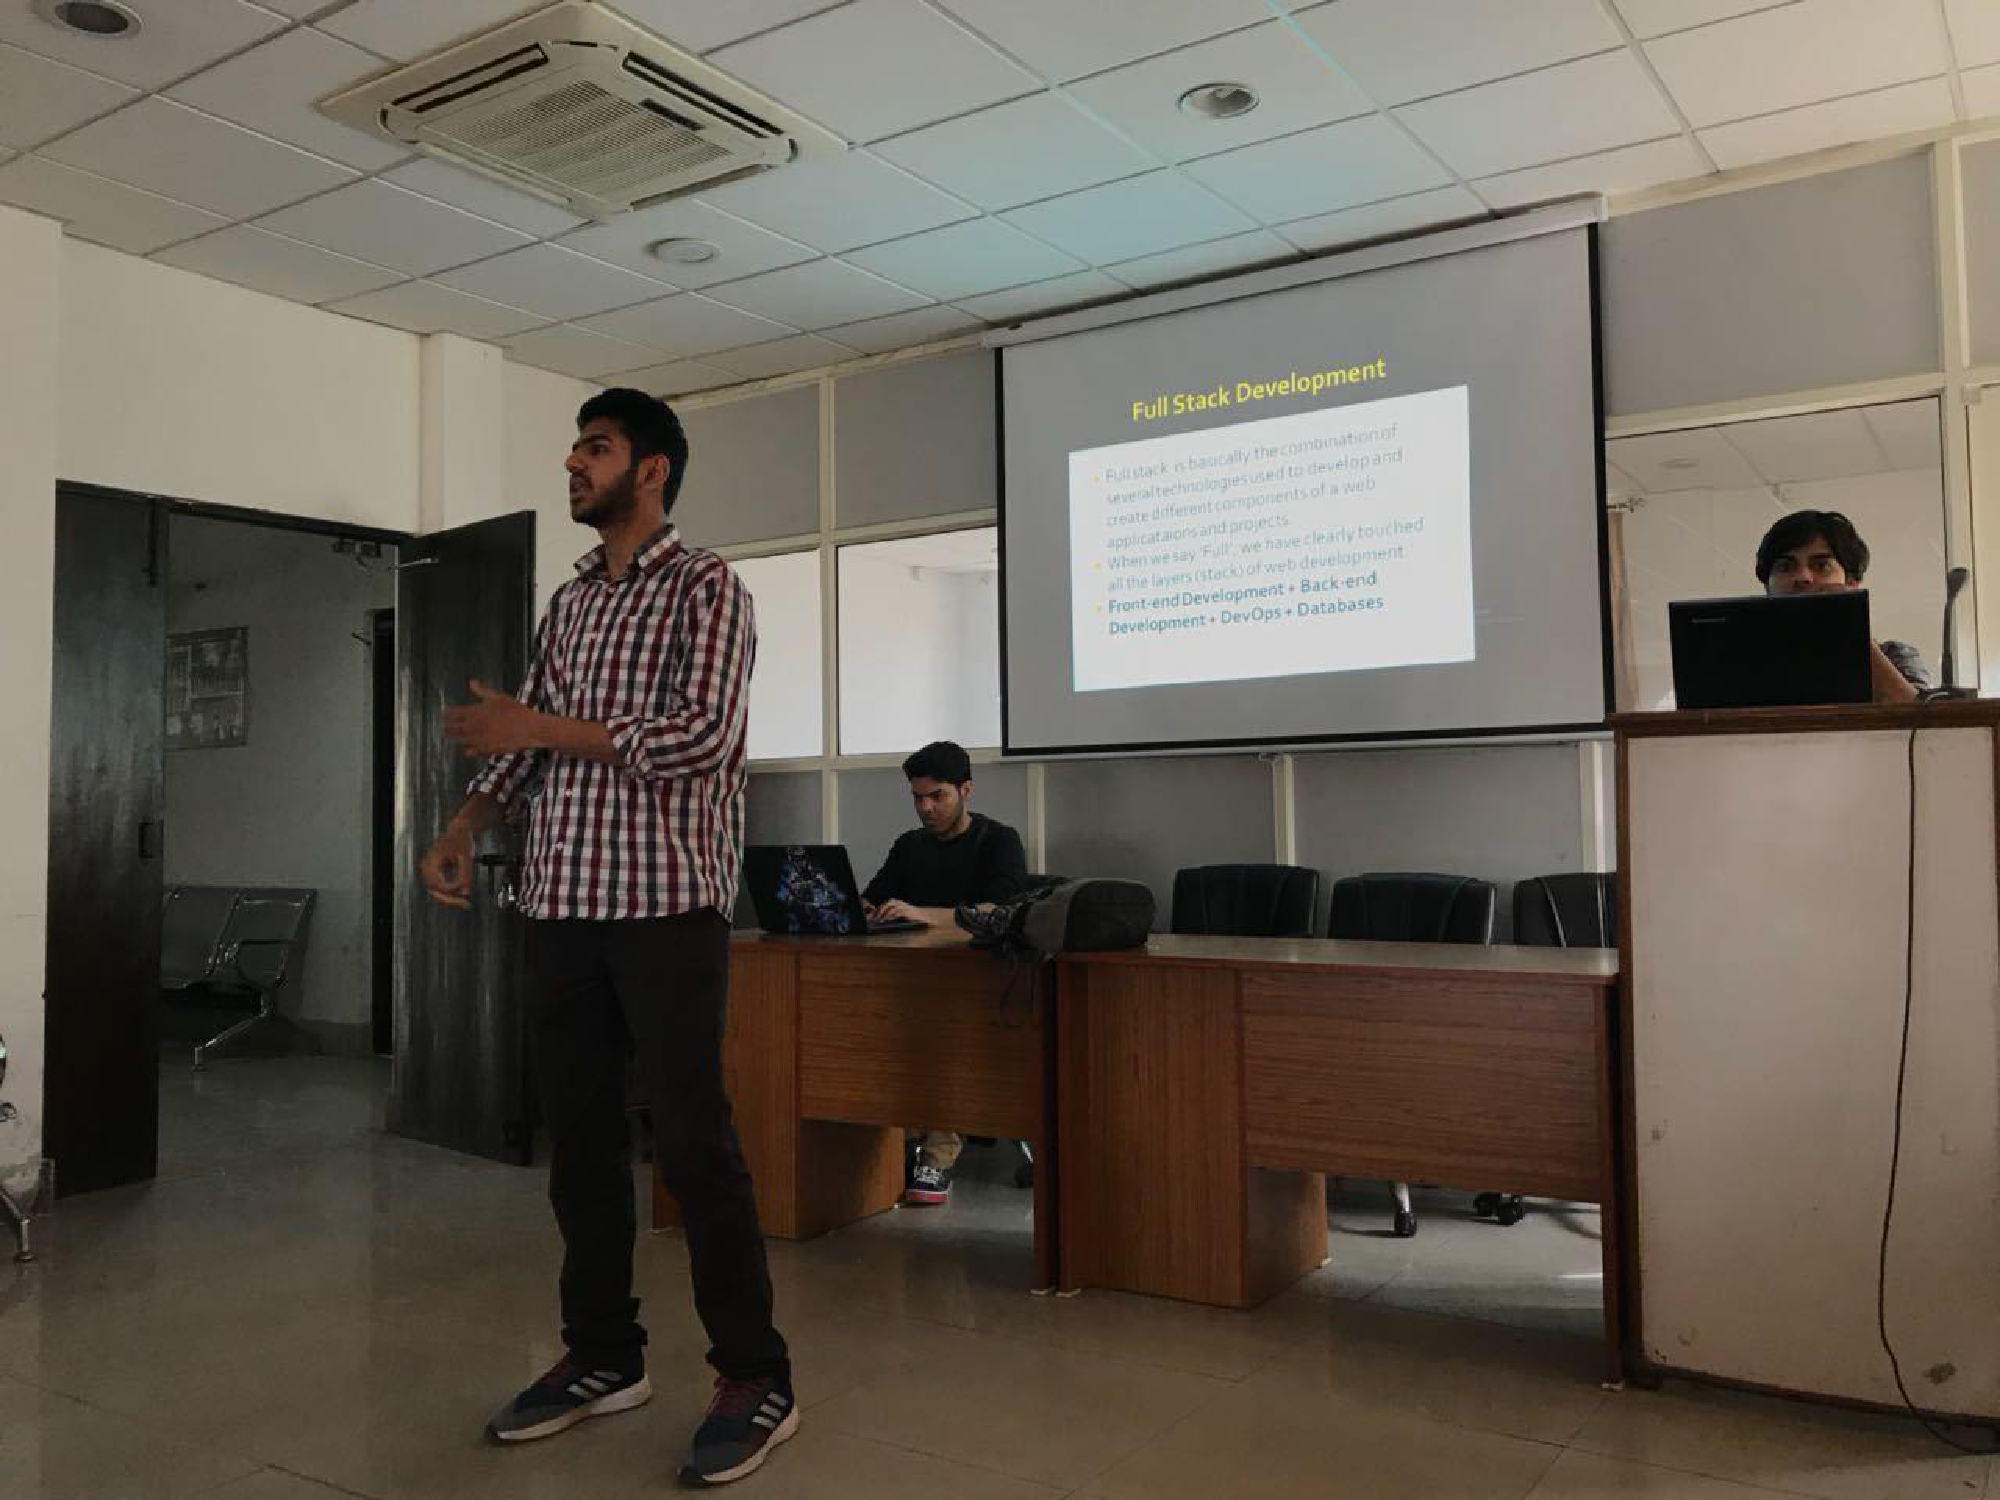 Full Stack Development
Full stack is basically the combination of
several technologies used to develop and
create different components of a web
applicataions and projects.
When we say 'Full', we have clearly touched
all the layers (stack) of web development.
Front-end Development + Back-end
Development + DevOps + Databases